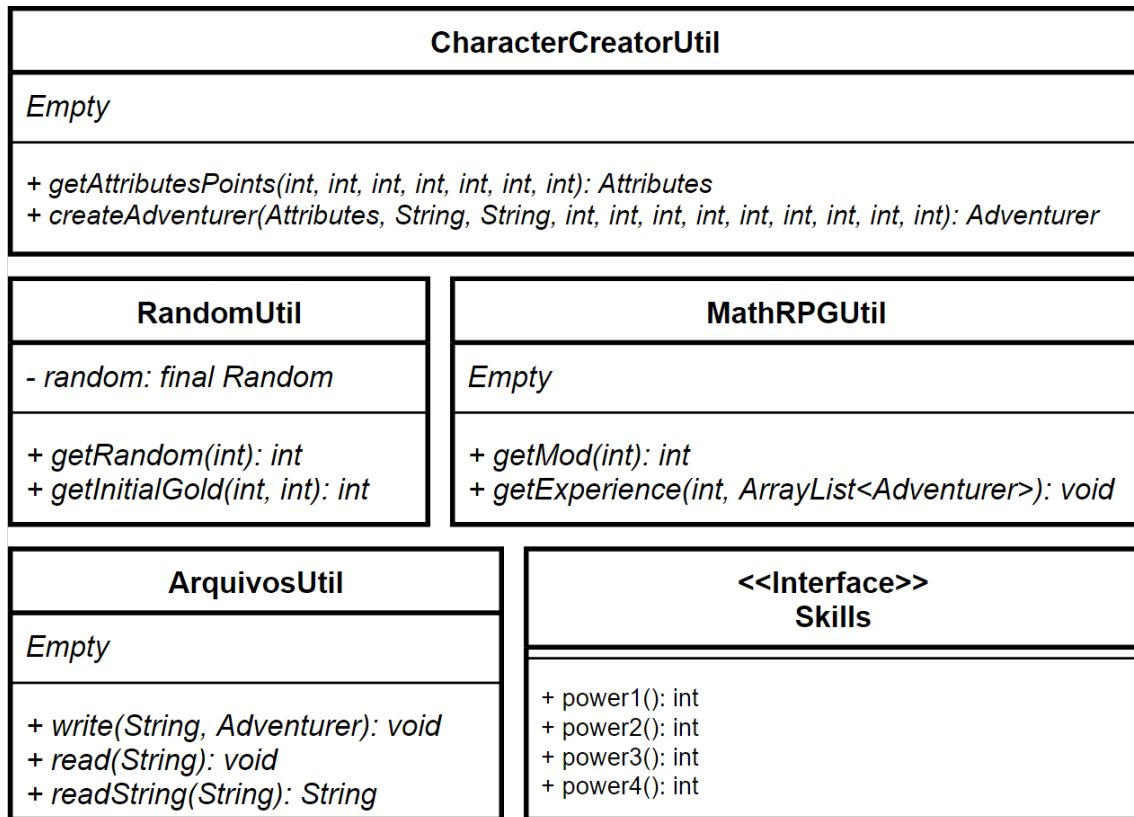 CharacterCreatorUtil
Empty
+ getAttributesPoints(int, int, int, int, int, int, int): Attributes
+ createAdventurer(Attributes, String, String, int, int, int, int, int, int, int, int, int): Adventurer
RandomUtil
- random: final Random
+ getRandom(int): int
+ getInitialGold(int, int): int
MathRPGUtil
Empty
+ getMod(int): int
+ getExperience(int, ArrayList<Adventurer>): void
ArquivosUtil
Empty
+ write(String, Adventurer): void
+ read(String): void
+ readString(String): String
<<Interface>>
Skills
+ power1(): int
+ power2(): int
+ power3(): int
+ power4(): int